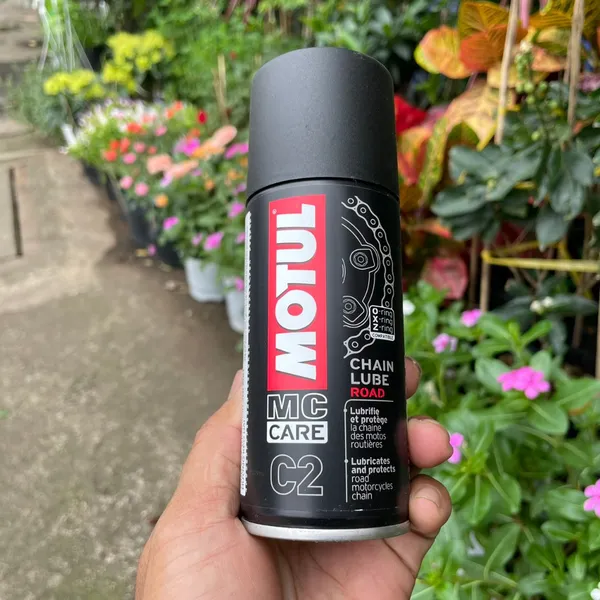 MOTUL
O-ring
X-ring
Z-ring
COMPATIBLE
CHAIN
LUBE
ROAD
MC
CARE
C2
Lubrifie
et protège
la chaîne
des motos
routières
Lubricates
and protects
road
motorcycles
chain